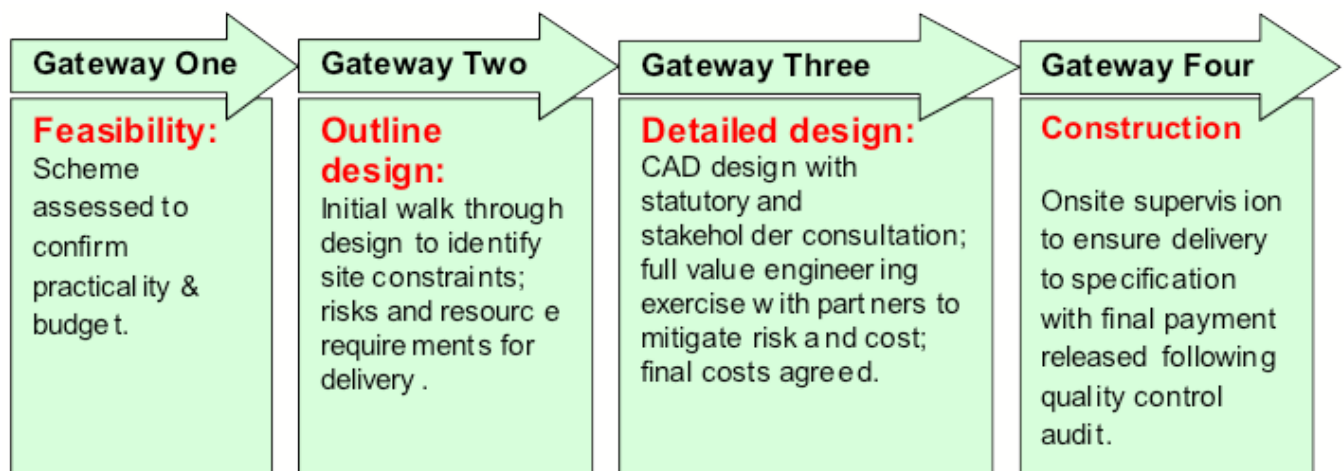 Gateway One
Gateway Two
Gateway Three
Gateway Four
Feasibility:
Scheme
assessed to
confirm
practicality &
budget.
Outline
design:
Initial walk through
design to identify
site constraints;
risks and resource
requirements for
delivery .
Detailed design:
CAD design with
statutory and
stakeholder consultation;
full value engineering
exercise with partners to
mitigate risk and cost;
final costs agreed.
Construction
Onsite supervision
to ensure delivery
to specification
with final payment
released following
quality control
audit.